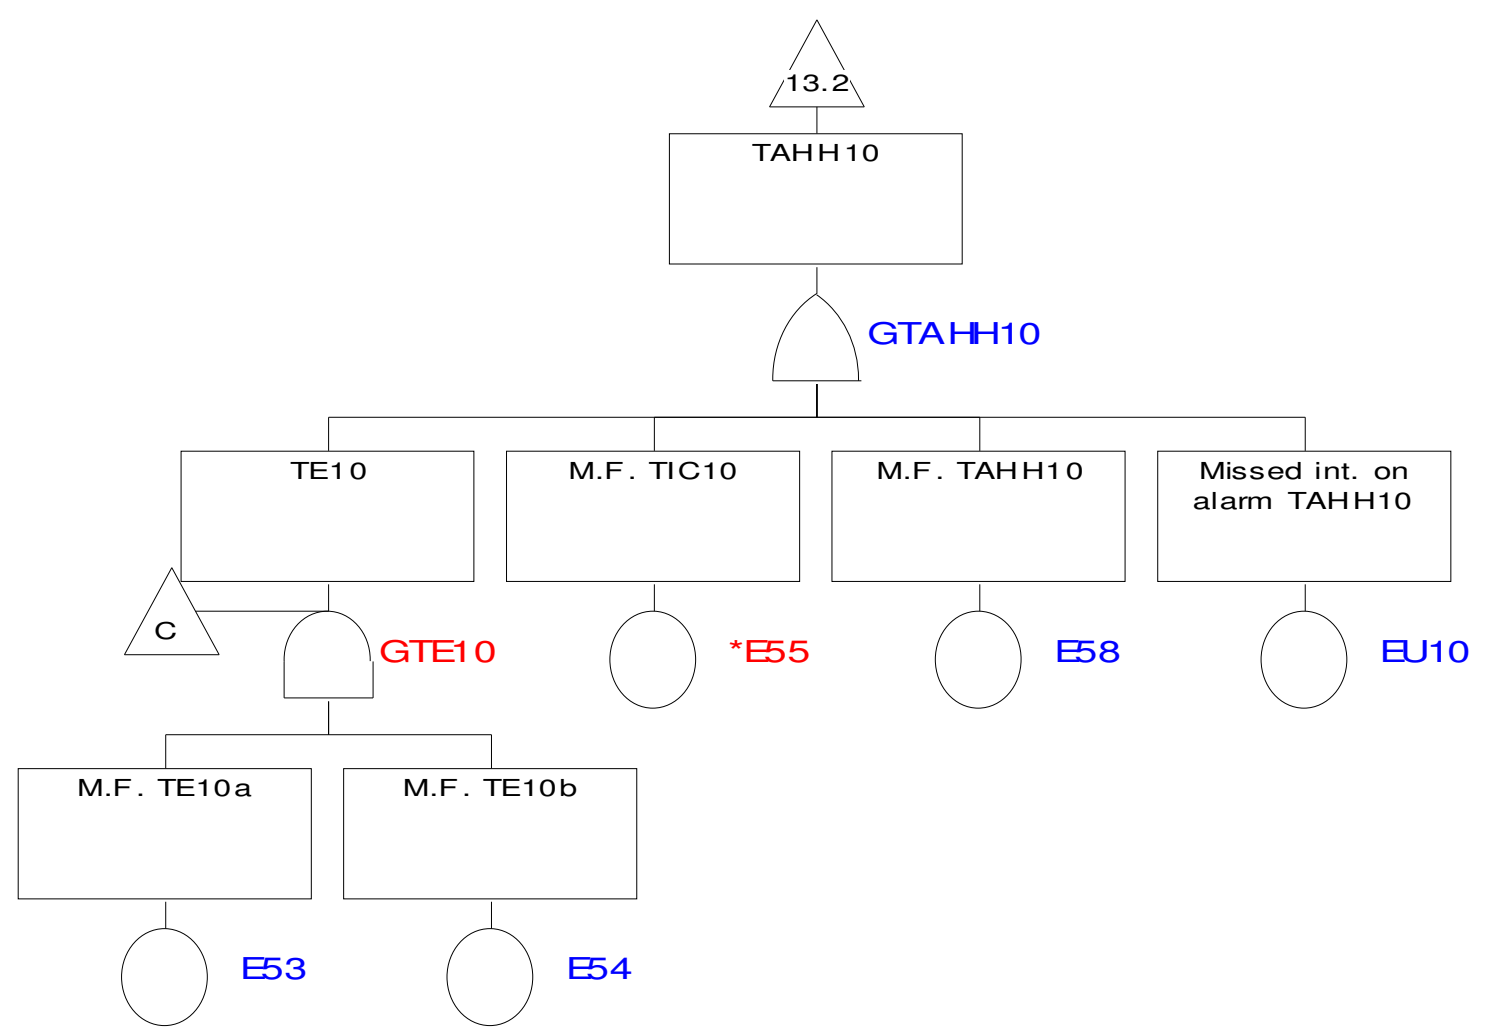 13.2
TAHH10
GTAHH10
TE10
M.F. TIC10
M.F. TAHH10
Missed int. on
alarm TAHH10
C
GTE10
*E55
E58
EU10
M.F. TE10a
M.F. TE10b
E53
E54